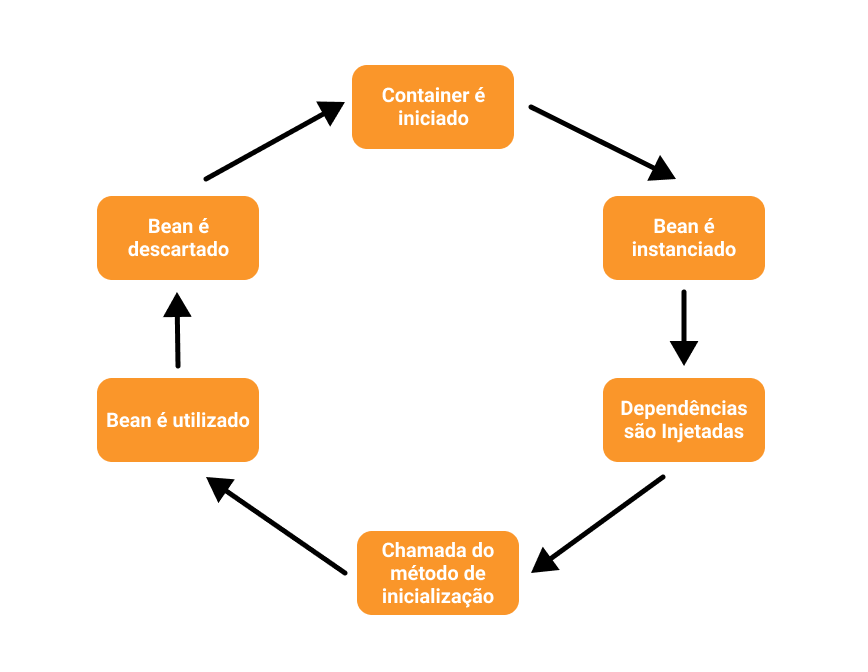 Container é
iniciado
Bean é
instanciado
Dependências
são Injetadas
Chamada do
método de
inicialização
Bean é utilizado
Bean é
descartado